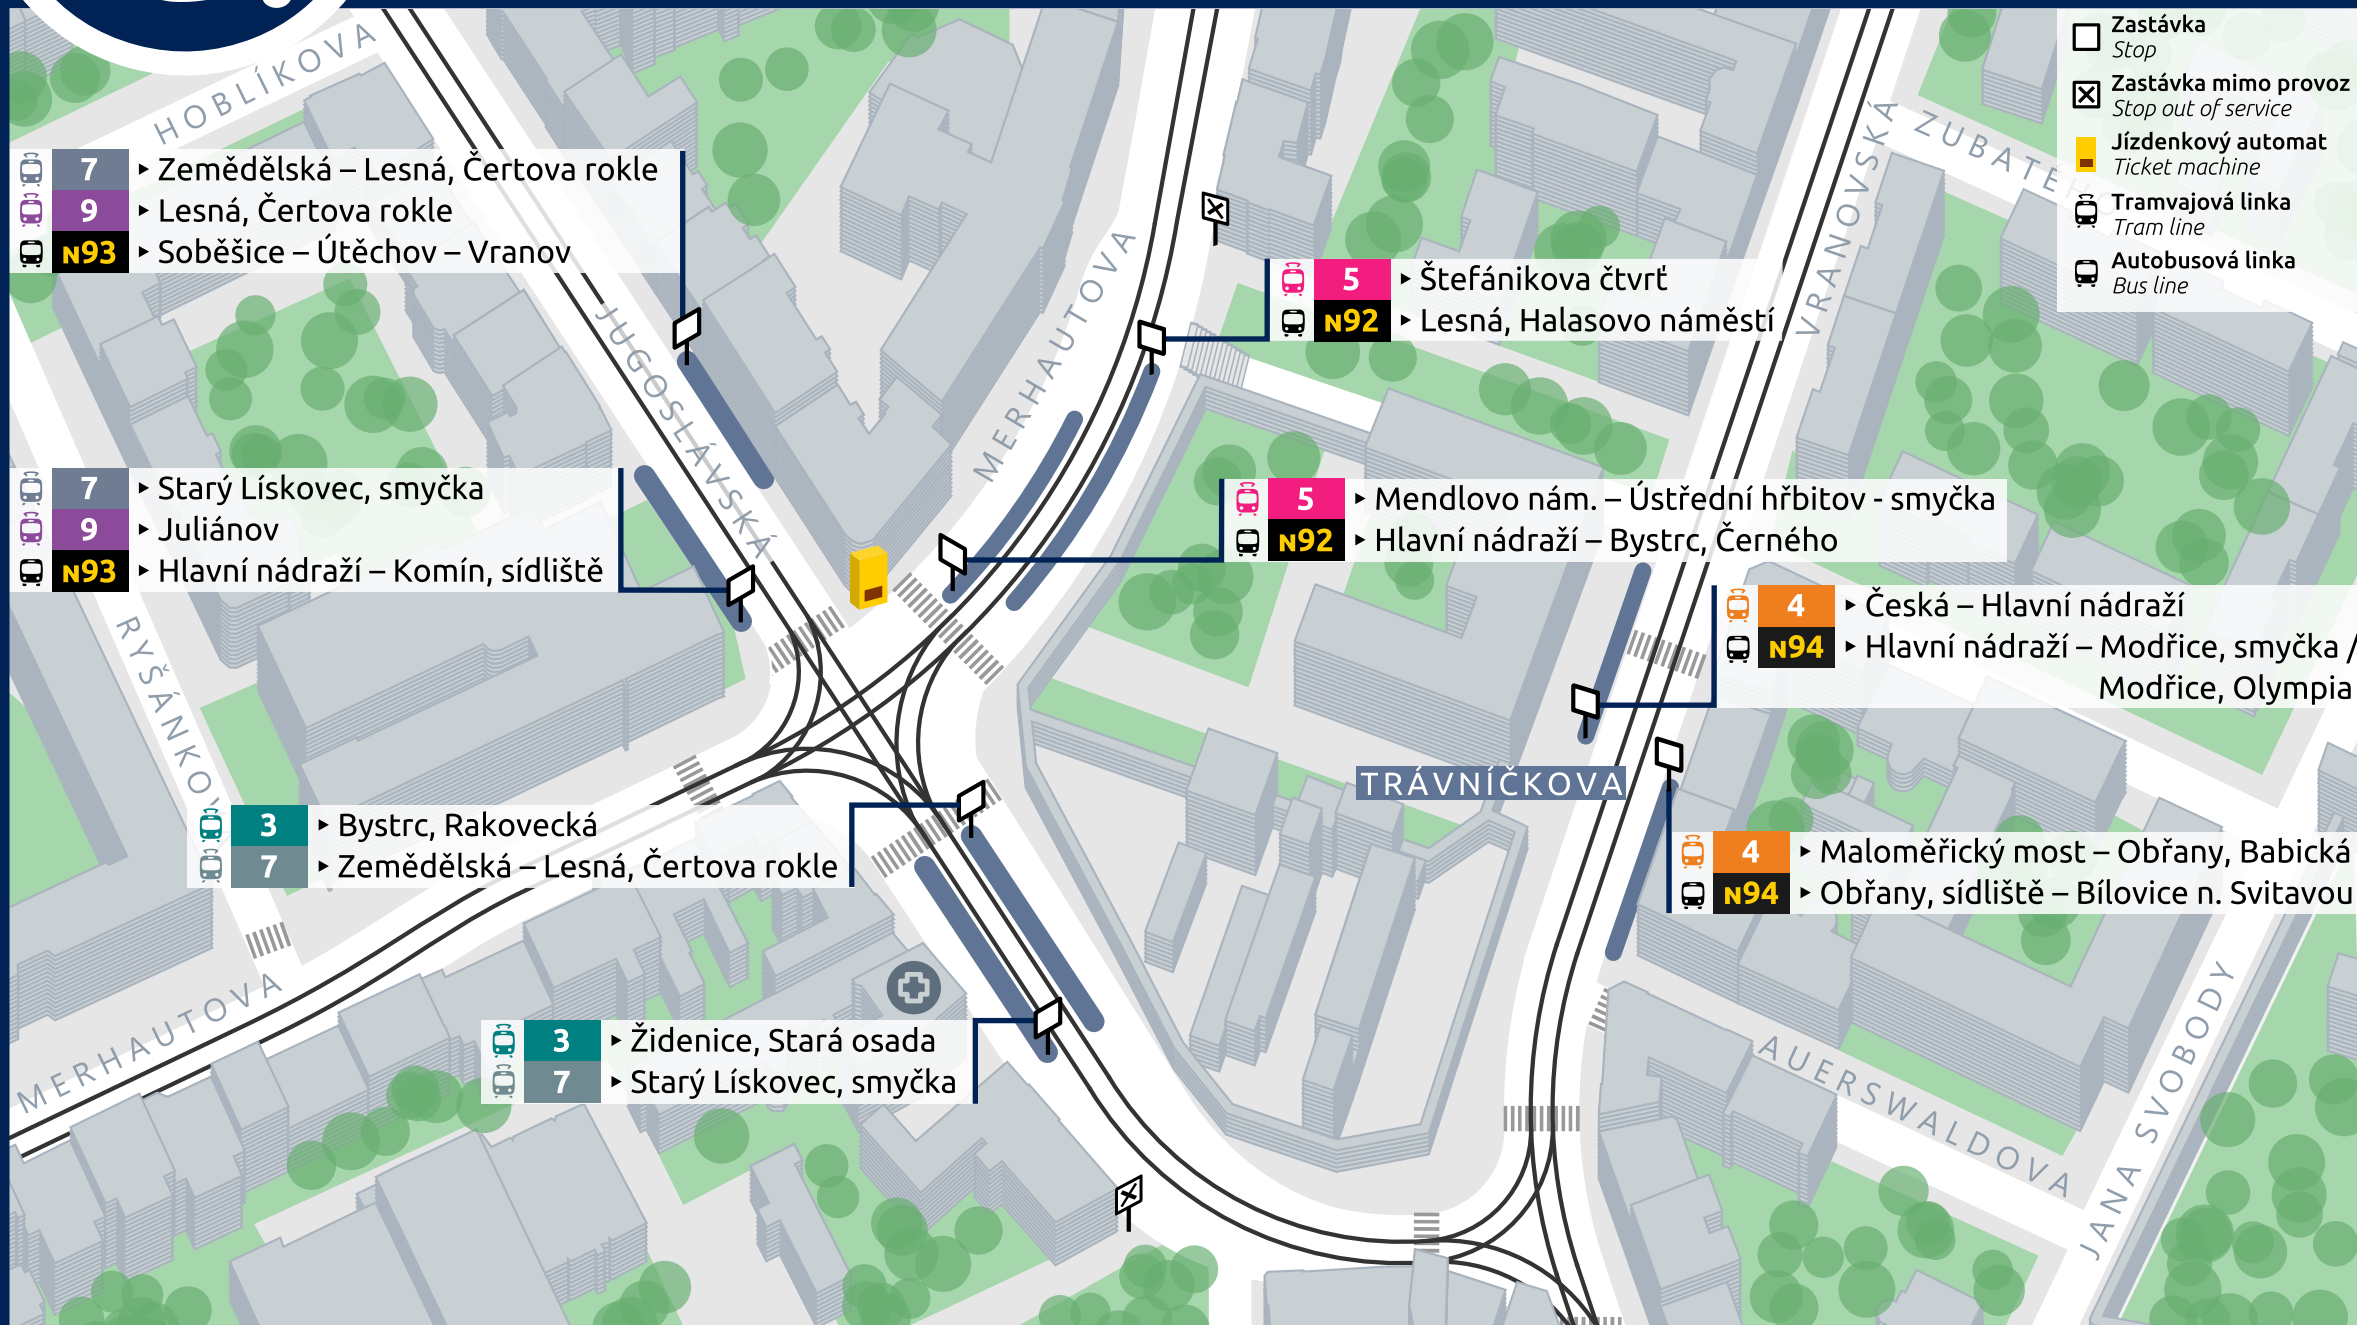 HOBLÍKOVA
7 ▸ Zemědělská – Lesná, Čertova rokle
9 ▸ Lesná, Čertova rokle
N93 ▸ Soběšice – Útěchov – Vranov
JUGOSLÁVSKÁ
MERHAUTOVA
5 ▸ Štefánikova čtvrť
N92 ▸ Lesná, Halasovo náměstí
VRANOVSKÁ
Zastávka
Stop
Zastávka mimo provoz
Stop out of service
Jízdenkový automat
Ticket machine
Tramvajová linka
Tram line
Autobusová linka
Bus line
7 ▸ Starý Lískovec, smyčka
9 ▸ Juliánov
N93 ▸ Hlavní nádraží – Komín, sídliště
5 ▸ Mendlovo nám. – Ústřední hřbitov - smyčka
N92 ▸ Hlavní nádraží – Bystrc, Černého
4 ▸ Česká – Hlavní nádraží
N94 ▸ Hlavní nádraží – Modřice, smyčka /
Modřice, Olympia
TRÁVNÍČKOVA
3 ▸ Bystrc, Rakovecká
7 ▸ Zemědělská – Lesná, Čertova rokle
4 ▸ Maloměřický most – Obřany, Babická
N94 ▸ Obřany, sídliště – Bílovice n. Svitavou
MERHAUTOVA
3 ▸ Židenice, Stará osada
7 ▸ Starý Lískovec, smyčka
AUERSWALDOVA
JANA SVOBODY